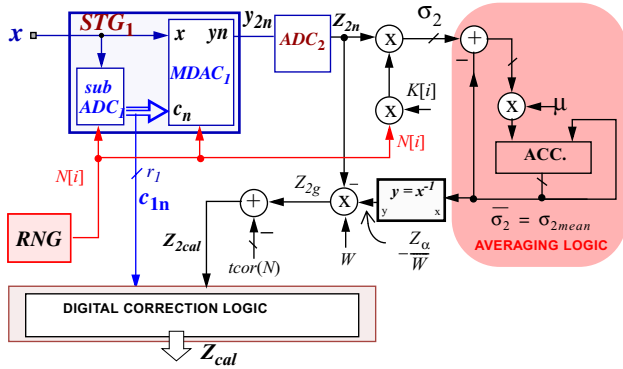 x
STG1
x
yn
MDAC1
cn
sub
ADC1
y2n
ADC2
Z2n
X
σ2
+
−
K[i]
X
N[i]
X
μ
ACC.
σ2 = σ2mean
AVERAGING LOGIC
N[i]
r1
c1n
RNG
y = x-1
y
x
−
X
Z2g
+
−
Z2cal
tcor(N)
W
− Zα
W
DIGITAL CORRECTION LOGIC
Zcal